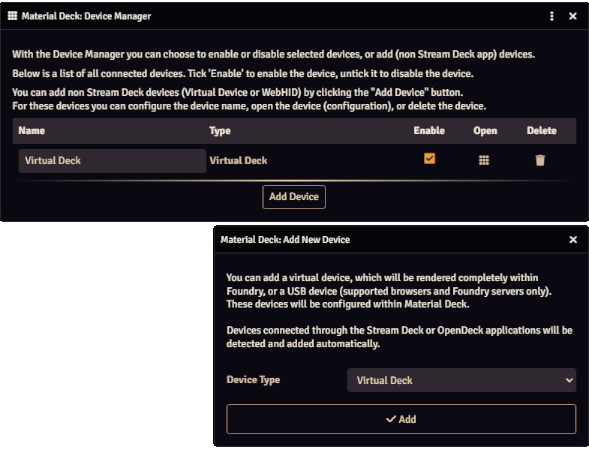 Material Deck: Device Manager
With the Device Manager you can choose to enable or disable selected devices, or add (non Stream Deck app) devices.
Below is a list of all connected devices. Tick 'Enable' to enable the device, untick it to disable the device.
You can add non Stream Deck devices (Virtual Device or WebHID) by clicking the "Add Device" button.
For these devices you can configure the device name, open the device (configuration), or delete the device.
Name Type Enable Open Delete
Virtual Deck Virtual Deck
Add Device
Material Deck: Add New Device
You can add a virtual device, which will be rendered completely within
Foundry, or a USB device (supported browsers and Foundry servers only).
These devices will be configured within Material Deck.
Devices connected through the Stream Deck or OpenDeck applications will be
detected and added automatically.
Device Type Virtual Deck
Add